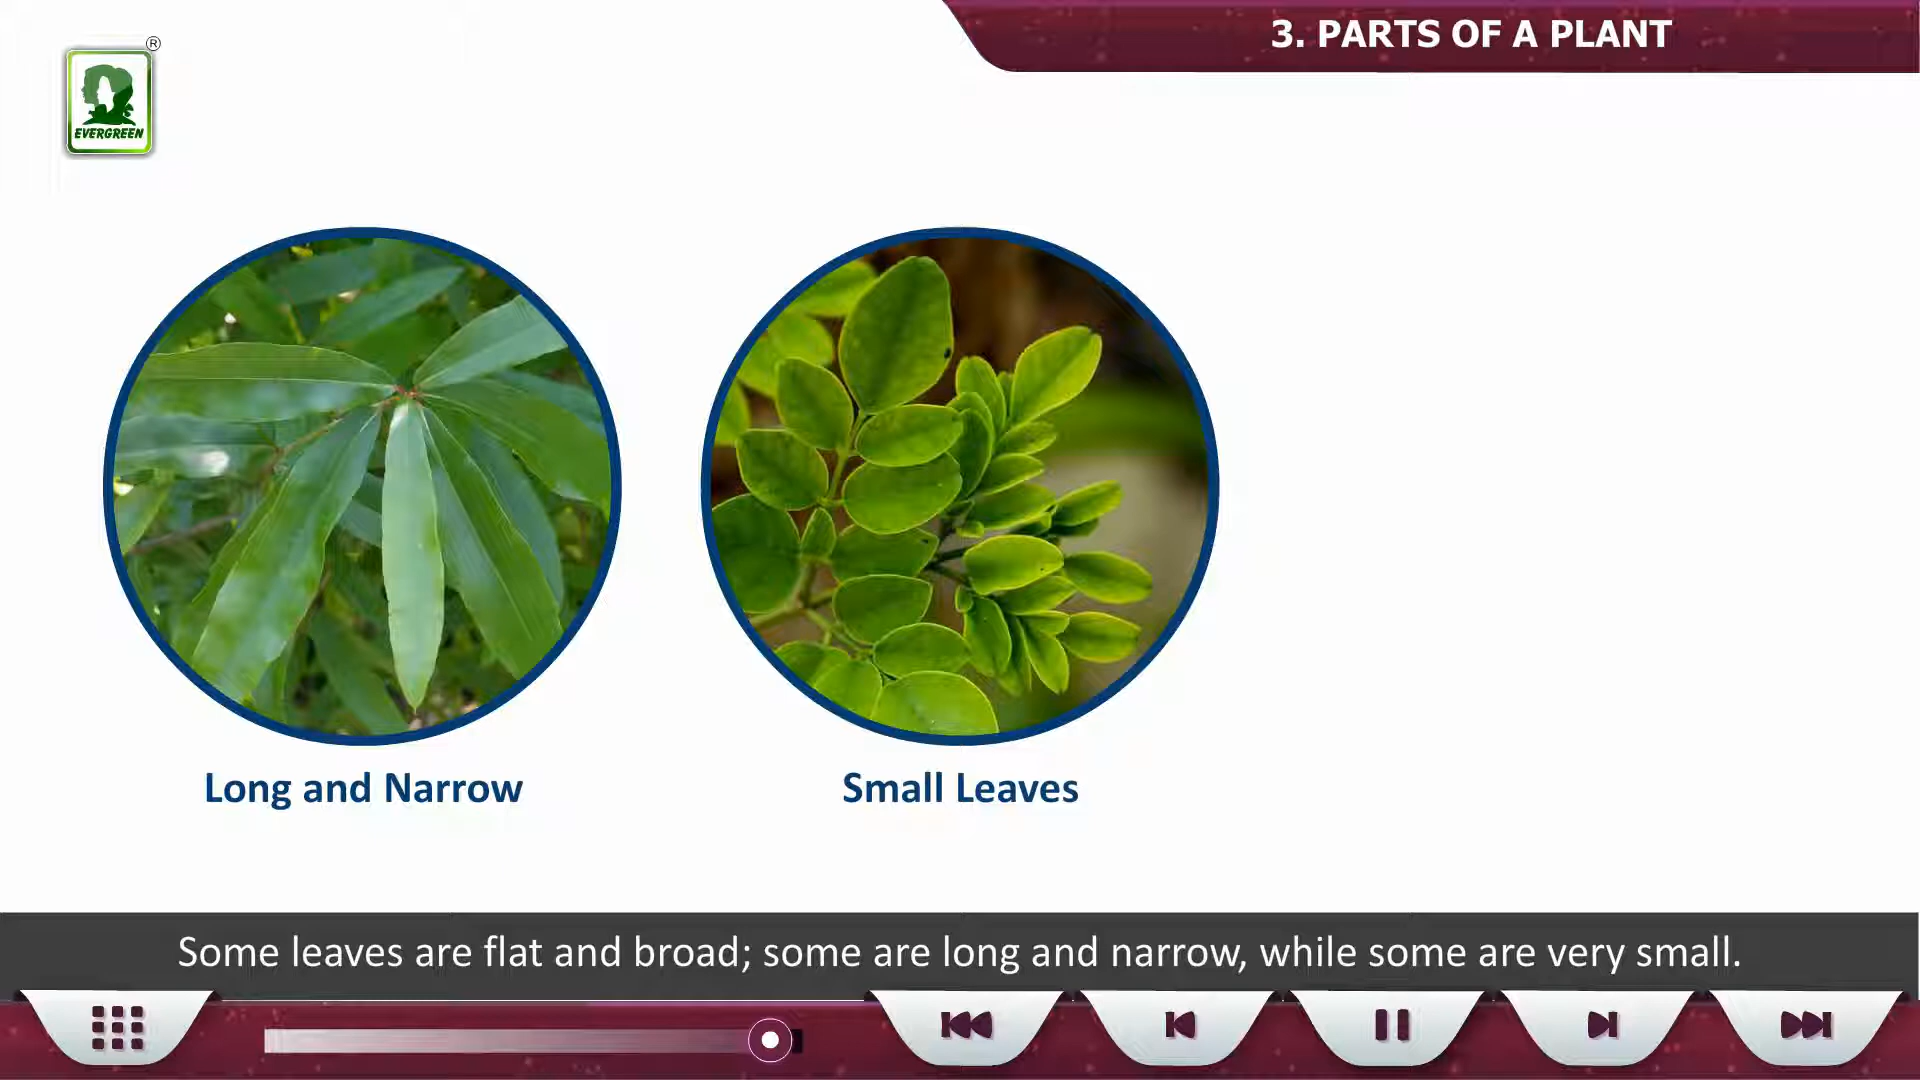 3. PARTS OF A PLANT
®
EVERGREEN
Long and Narrow
Small Leaves
Some leaves are flat and broad; some are long and narrow, while some are very small.